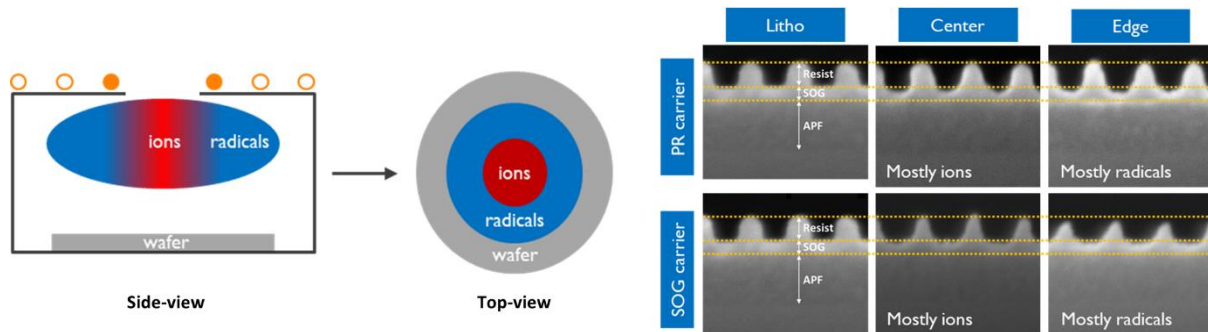 ions
radicals
wafer
Side-view
ions
radicals
wafer
Top-view
Litho
Center
Edge
PR carrier
Resist
SOG
APF
Mostly ions
Mostly radicals
SOG carrier
Resist
SOG
APF
Mostly ions
Mostly radicals